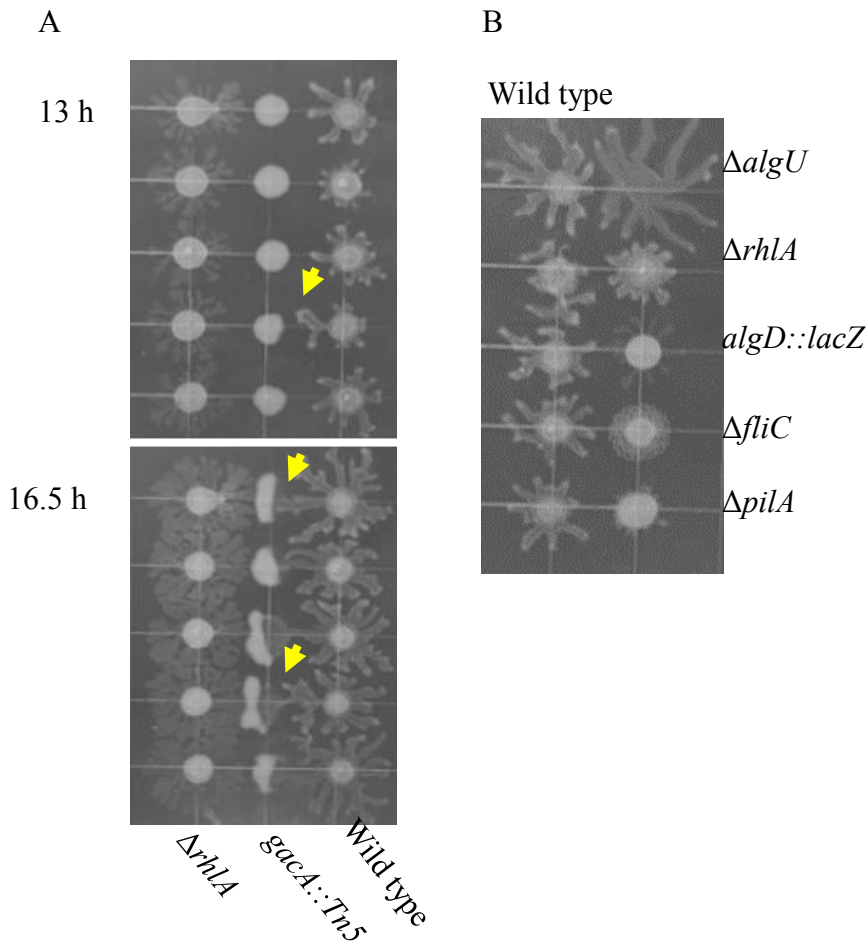 A
B
13 h
Wild type
ΔalgU
ΔrhlA
algD::lacZ
ΔfliC
ΔpilA
16.5 h
ΔrhlA
gacA::Tn5
Wild type